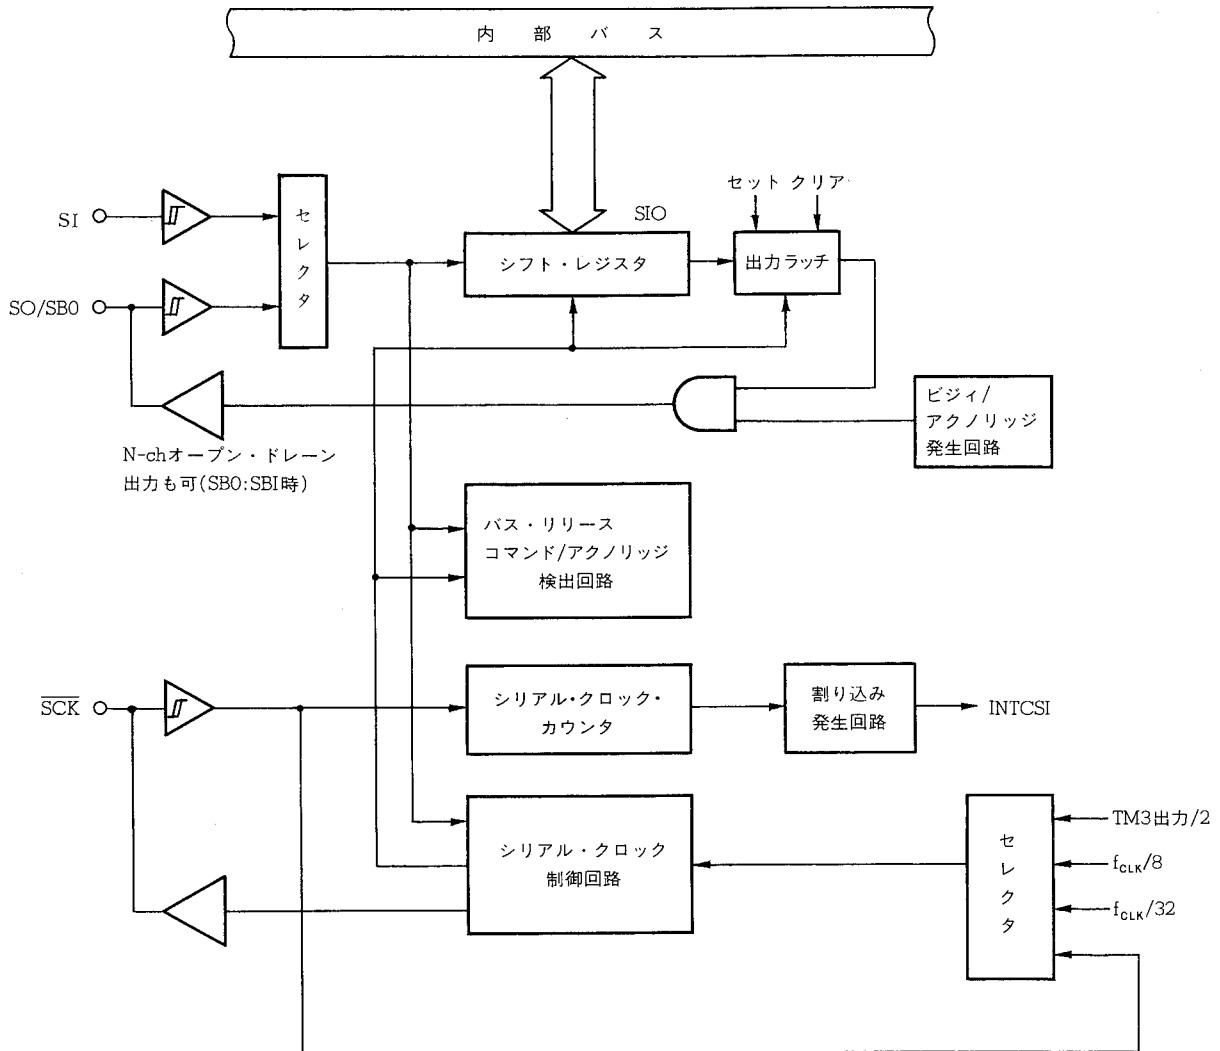 内部バス
セット クリア
SI
セレクタ
SIO
シフト・レジスタ
出力ラッチ
SO/SB0
ビジィ/
アクノリッジ
発生回路
N-chオープン・ドレーン
出力も可(SB0:SBI時)
バス・リリース
コマンド/アクノリッジ
検出回路
SCK
シリアル・クロック・
カウンタ
割り込み
発生回路
INTCSI
シリアル・クロック
制御回路
セレクタ
TM3出力/2
fCLK/8
fCLK/32